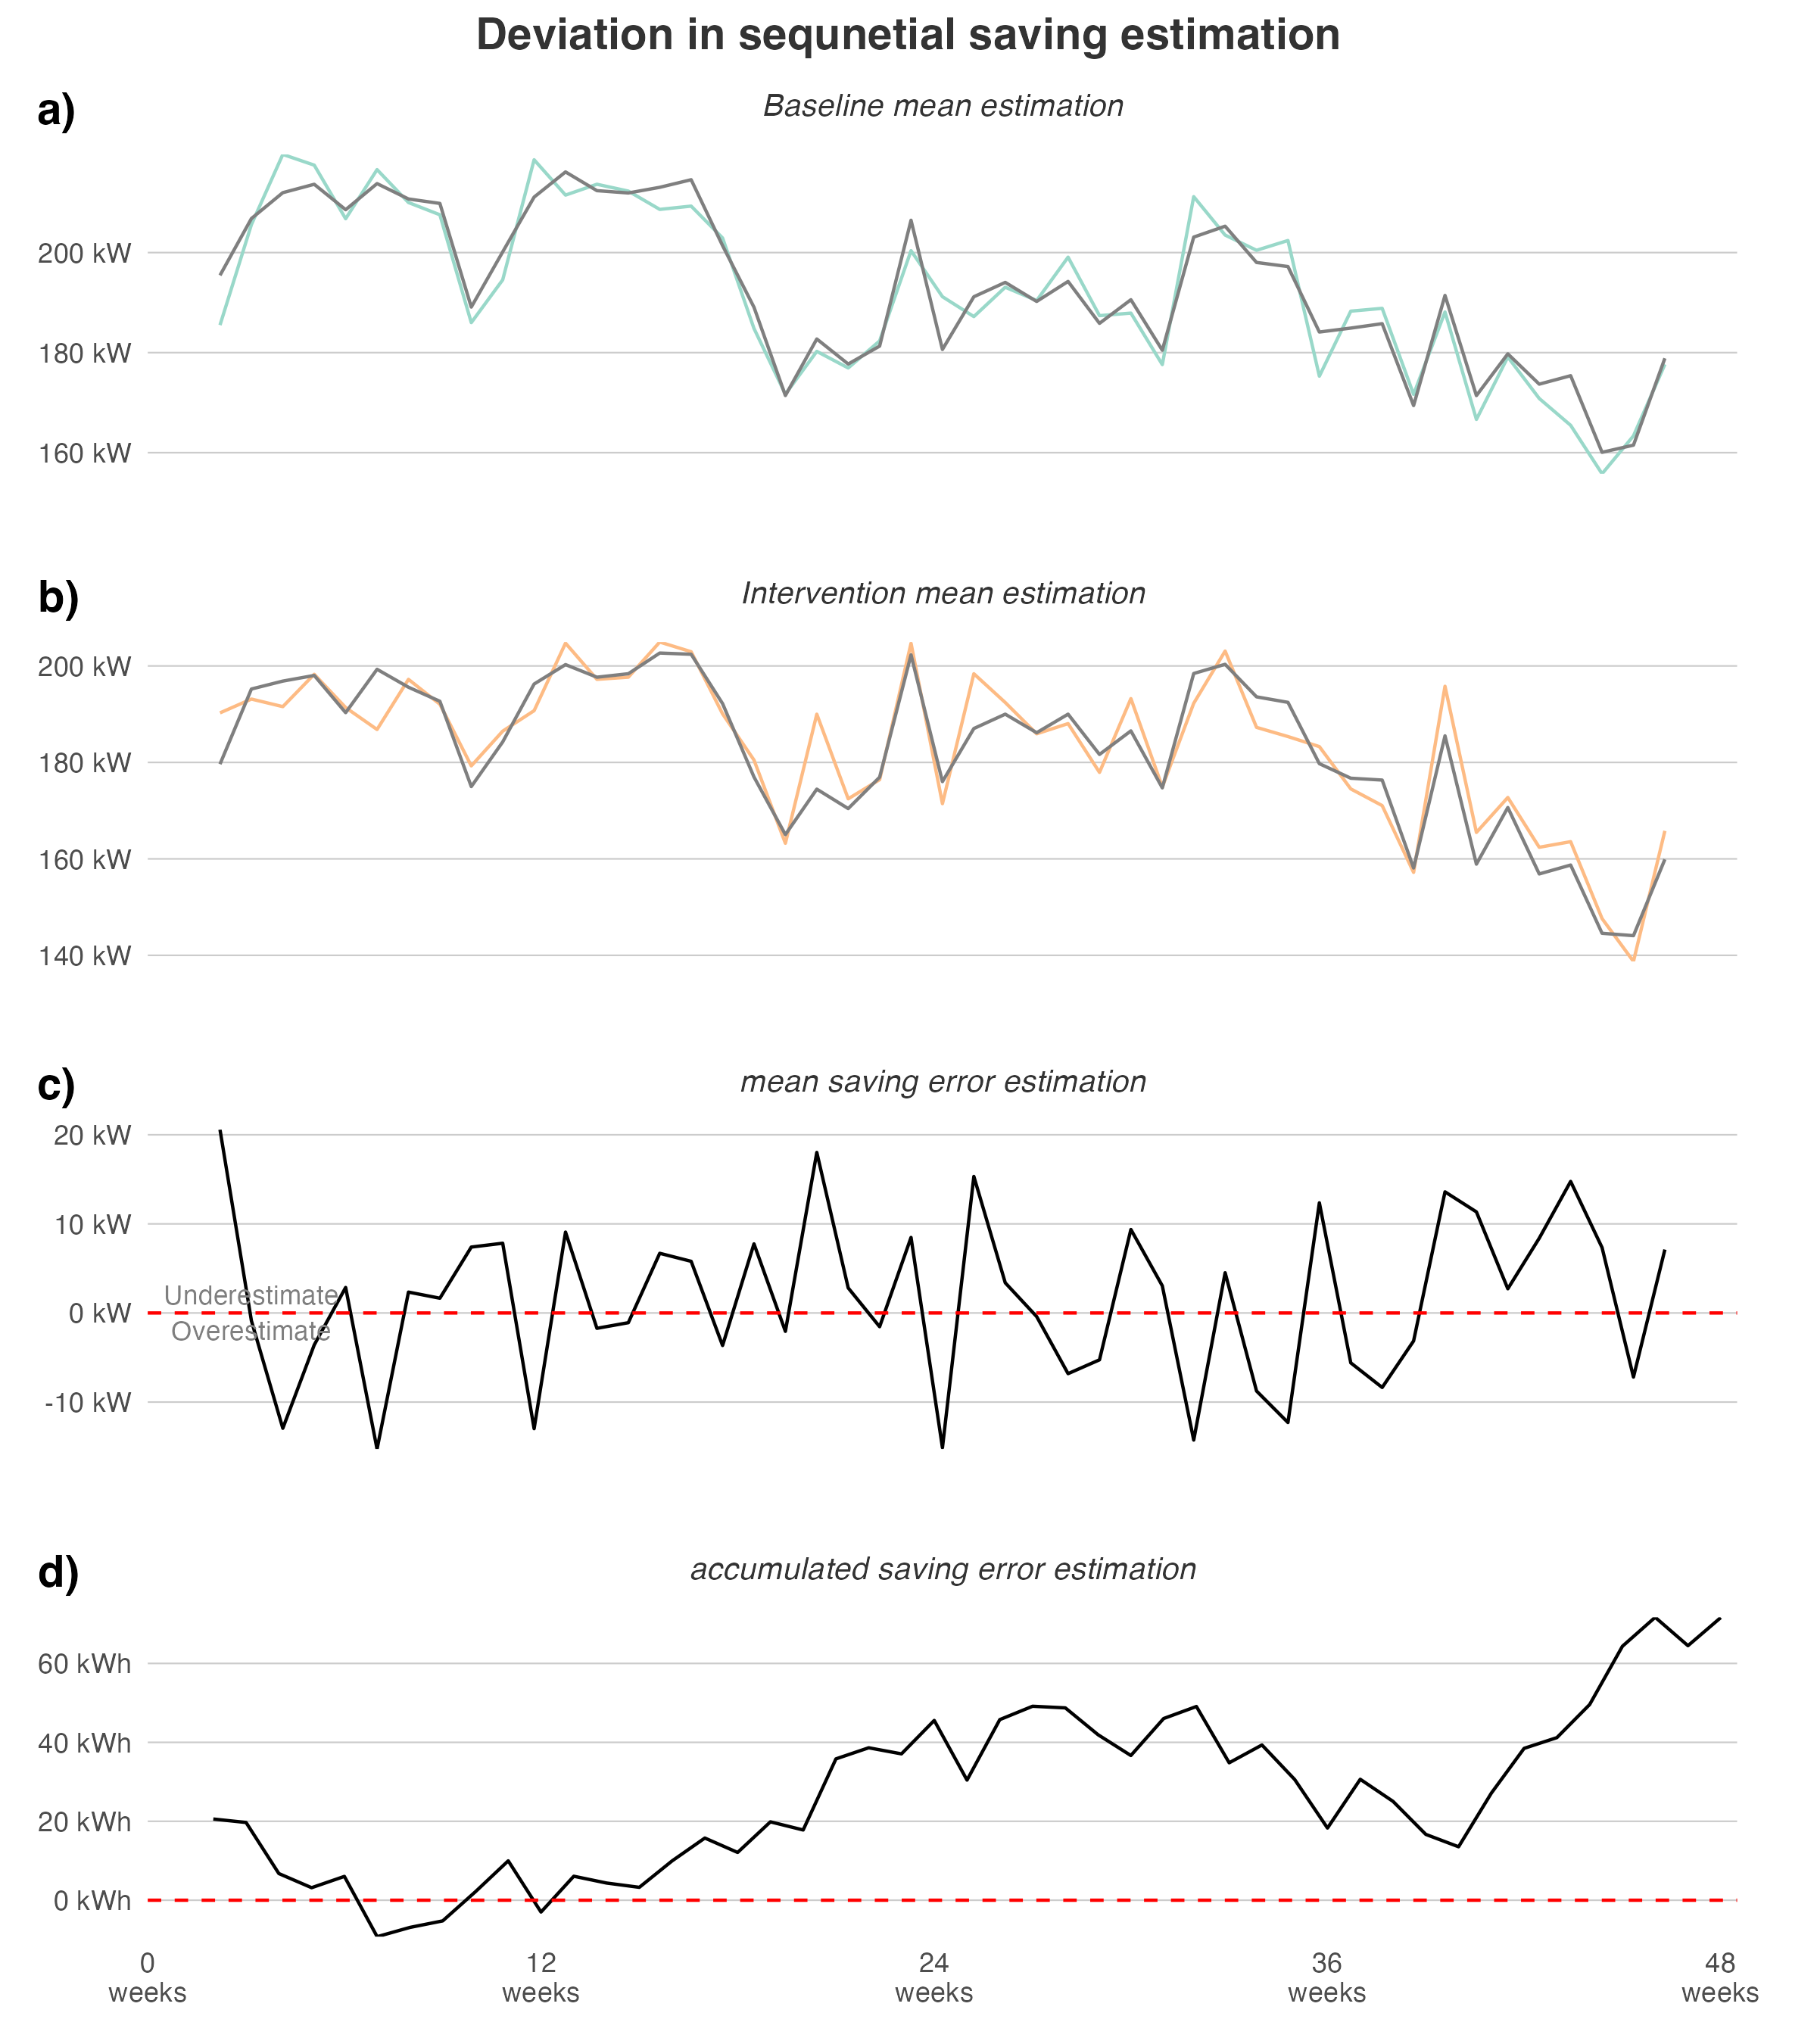 Deviation in sequnetial saving estimation
a)
Baseline mean estimation
200 kW
180 kW
160 kW
b)
Intervention mean estimation
200 kW
180 kW
160 kW
140 kW
c)
mean saving error estimation
20 kW
10 kW
Underestimate
0 kW
Overestimate
-10 kW
d)
accumulated saving error estimation
60 kWh
40 kWh
20 kWh
0 kWh
0 12 24 36 48
weeks weeks weeks weeks weeks